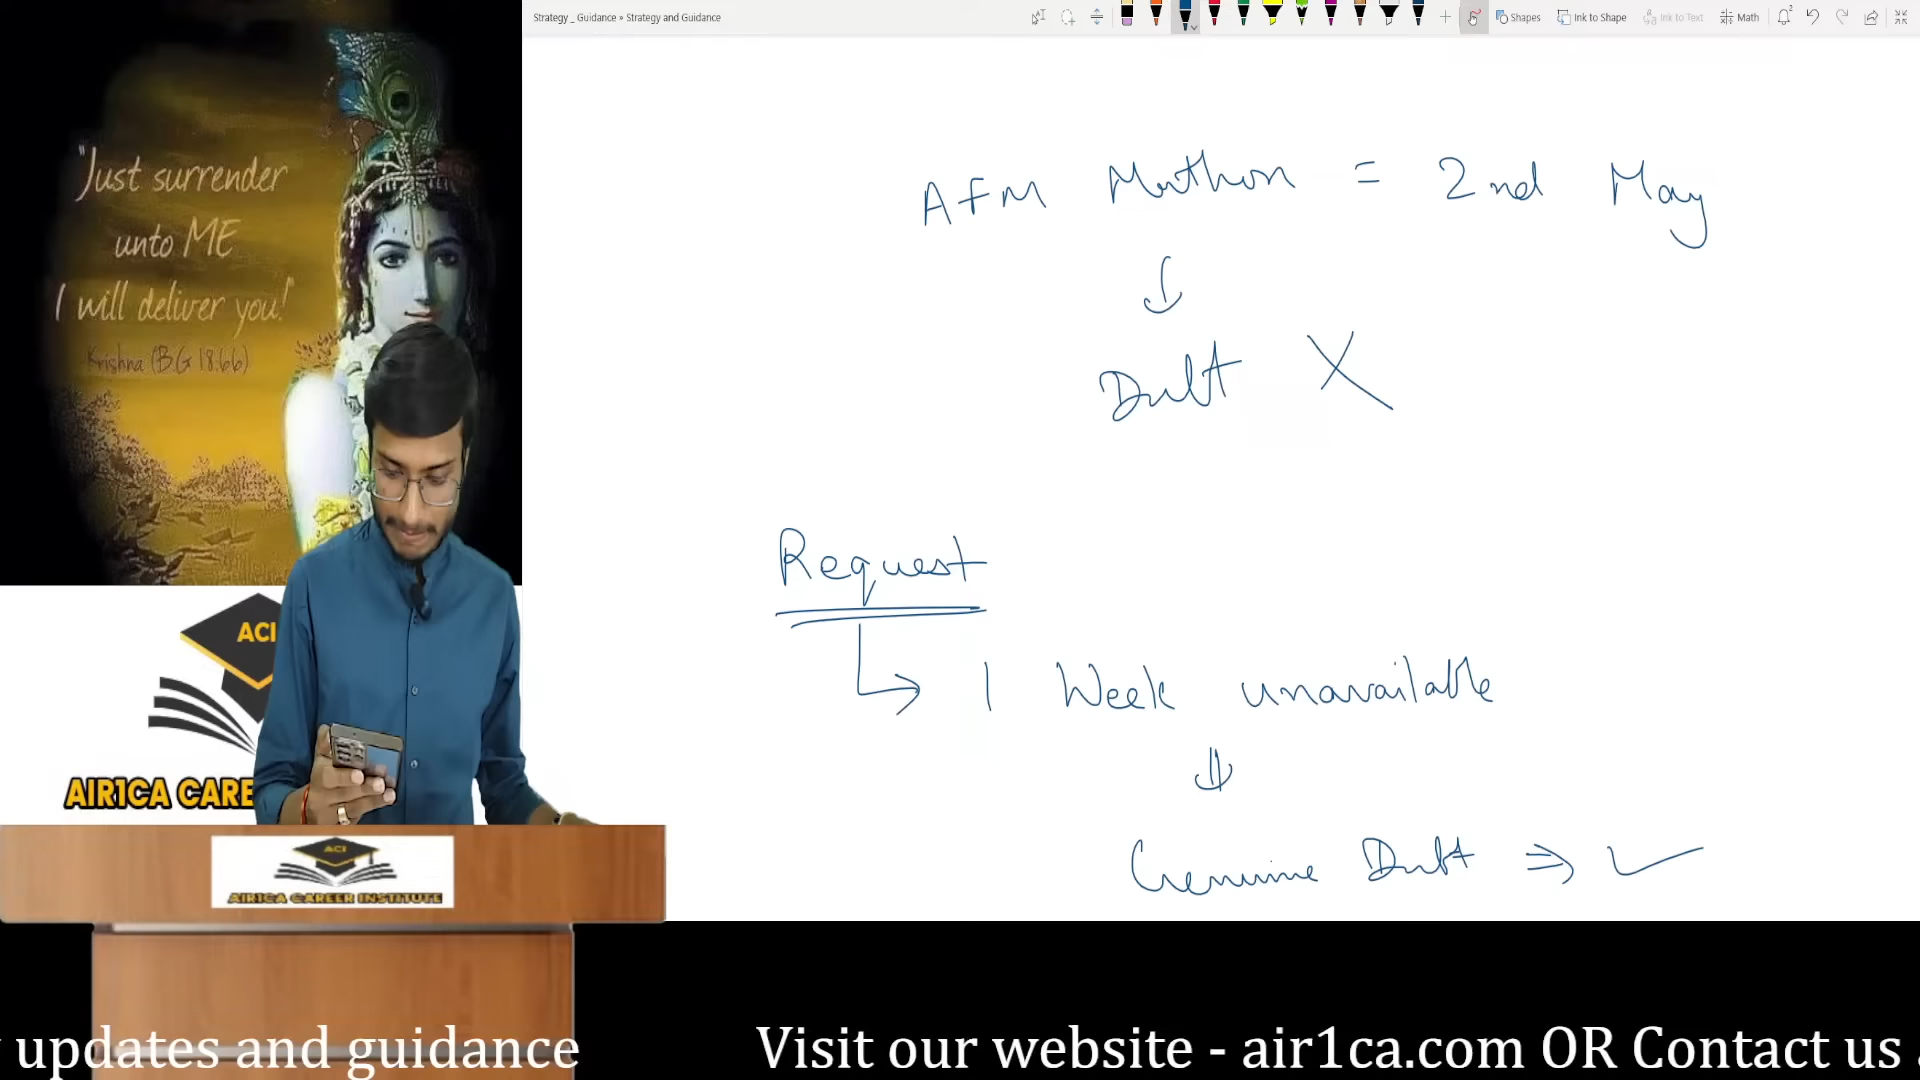 Strategy _ Guidance » Strategy and Guidance
Shapes
Ink to Shape
Ink to Text
Math
"Just surrender
unto ME
I will deliver you!"
Krishna (B.G 18.66)
AFM Marthon = 2nd May
Doubt X
Request
1 Week unavailable
Genuine Doubt ⇒ ✓
ACI
AIR1CA CARE
ACI
AIR1CA CAREER INSTITUTE
updates and guidance Visit our website - air1ca.com OR Contact us